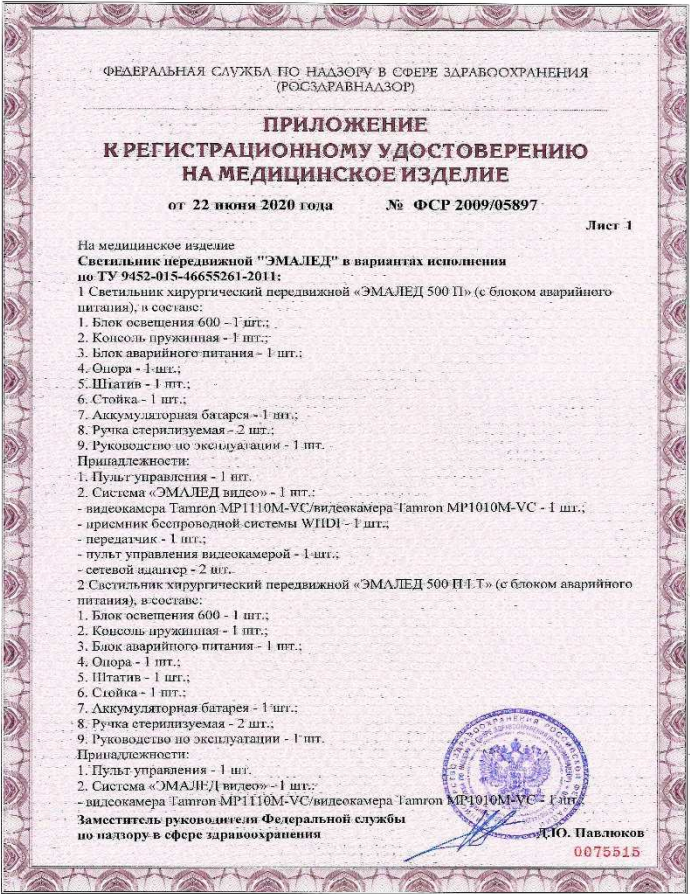 ФЕДЕРАЛЬНАЯ СЛУЖБА ПО НАДЗОРУ В СФЕРЕ ЗДРАВООХРАНЕНИЯ
(РОСЗДРАВНАДЗОР)
ПРИЛОЖЕНИЕ
К РЕГИСТРАЦИОННОМУ УДОСТОВЕРЕНИЮ
НА МЕДИЦИНСКОЕ ИЗДЕЛИЕ
от 22 июня 2020 года № ФСР 2009/05897
Лист 1
На медицинское изделие
Светильник передвижной "ЭМАЛЕД" в вариантах исполнения
по ТУ 9452-015-46655261-2011:
1 Светильник хирургический передвижной «ЭМАЛЕД 500 П» (с блоком аварийного
питания), в составе:
1. Блок освещения 600 - 1 шт.;
2. Консоль пружинная - 1 шт.;
3. Блок аварийного питания - 1 шт.;
4. Опора - 1 шт.;
5. Штатив - 1 шт.;
6. Стойка - 1 шт.;
7. Аккумуляторная батарея - 1 шт.;
8. Ручка стерилизуемая - 2 шт.;
9. Руководство по эксплуатации - 1 шт.
Принадлежности:
1. Пульт управления - 1 шт.
2. Система «ЭМАЛЕД видео» - 1 шт.:
- видеокамера Tamron MP1110M-VC/видеокамера Tamron MP1010M-VC - 1 шт.;
- приемник беспроводной системы WHDI - 1 шт.;
- передатчик - 1 шт.;
- пульт управления видеокамерой - 1 шт.;
- сетевой адаптер - 2 шт.
2 Светильник хирургический передвижной «ЭМАЛЕД 500 П LT» (с блоком аварийного
питания), в составе:
1. Блок освещения 600 - 1 шт.;
2. Консоль пружинная - 1 шт.;
3. Блок аварийного питания - 1 шт.;
4. Опора - 1 шт.;
5. Штатив - 1 шт.;
6. Стойка - 1 шт.;
7. Аккумуляторная батарея - 1 шт.;
8. Ручка стерилизуемая - 2 шт.;
9. Руководство по эксплуатации - 1 шт.
Принадлежности:
1. Пульт управления - 1 шт.
2. Система «ЭМАЛЕД видео» - 1 шт.:
- видеокамера Tamron MP1110M-VC/видеокамера Tamron MP1010M-VC - 1 шт.;
Заместитель руководителя Федеральной службы
по надзору в сфере здравоохранения
Д.Ю. Павлюков
0075515